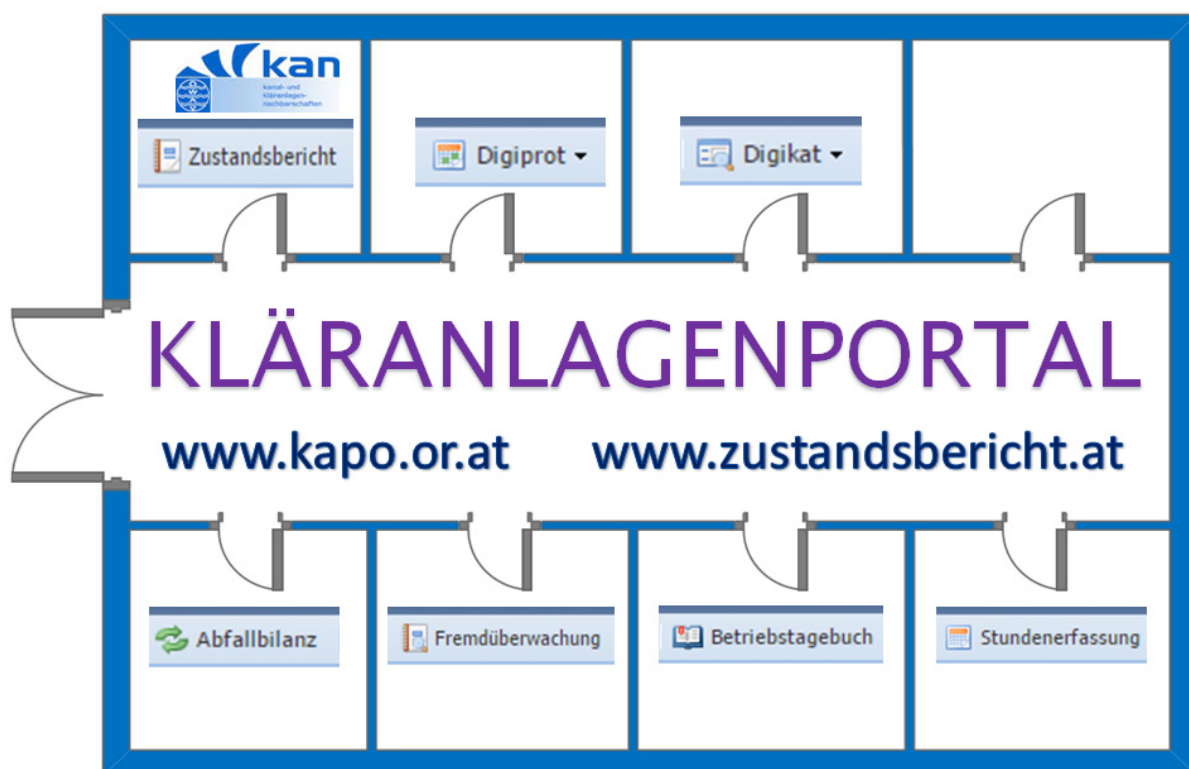 kan
kanal- und
kläranlagen-
nachbarschaften
Zustandsbericht
Digiprot
Digikat
KLÄRANLAGENPORTAL
www.kapo.or.at
www.zustandsbericht.at
Abfallbilanz
Fremdüberwachung
Betriebstagebuch
Stundenerfassung